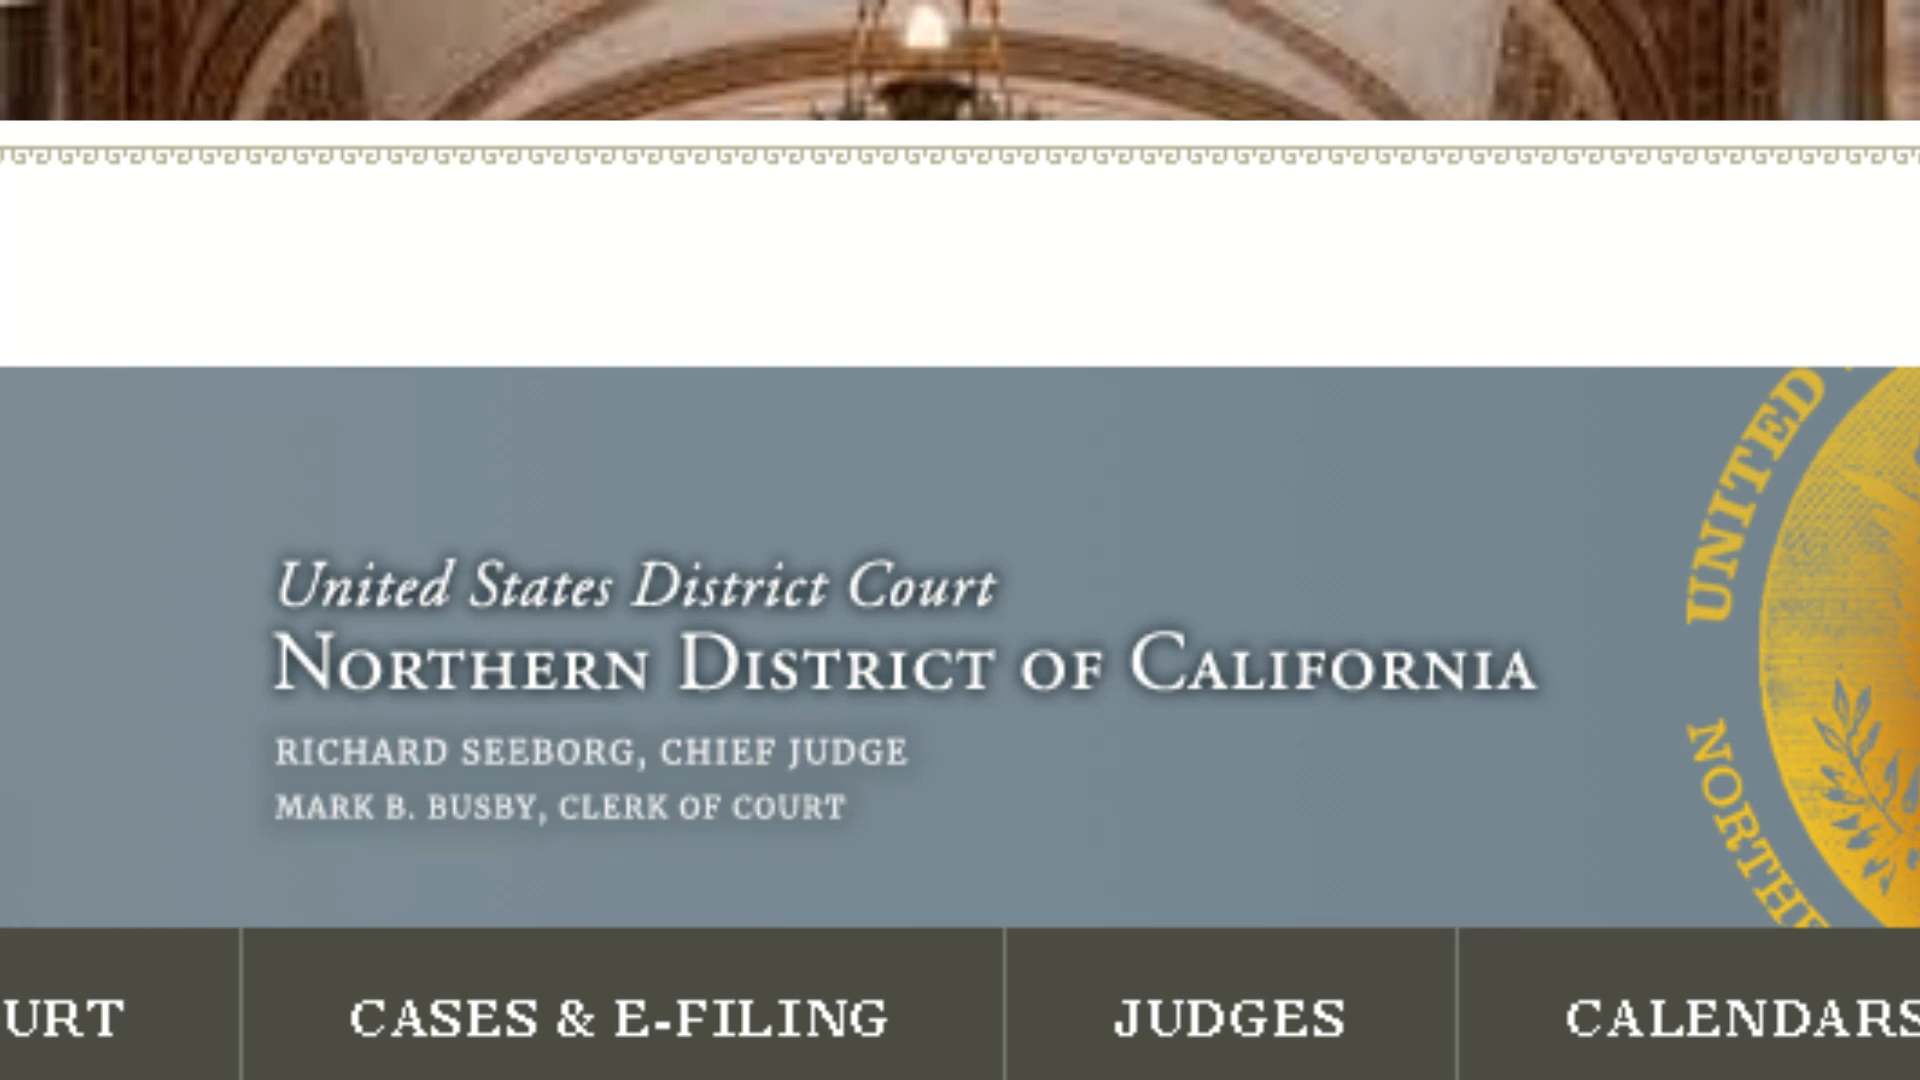 United States District Court
NORTHERN DISTRICT OF CALIFORNIA
RICHARD SEEBORG, CHIEF JUDGE
MARK B. BUSBY, CLERK OF COURT
UNITED
NORTHE
URT
CASES & E-FILING
JUDGES
CALENDARS